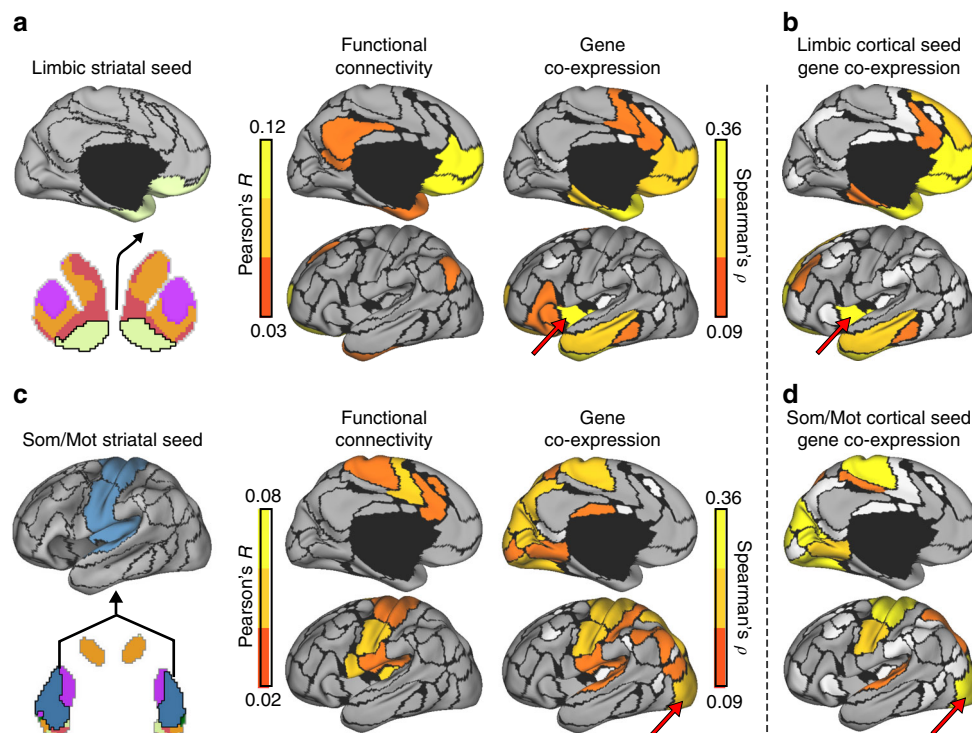 a
Limbic striatal seed
Functional
connectivity
Gene
co-expression
0.12
Pearson's R
0.03
0.36
Spearman's ρ
0.09
b
Limbic cortical seed
gene co-expression
c
Som/Mot striatal seed
Functional
connectivity
Gene
co-expression
0.08
Pearson's R
0.02
0.36
Spearman's ρ
0.09
d
Som/Mot cortical seed
gene co-expression